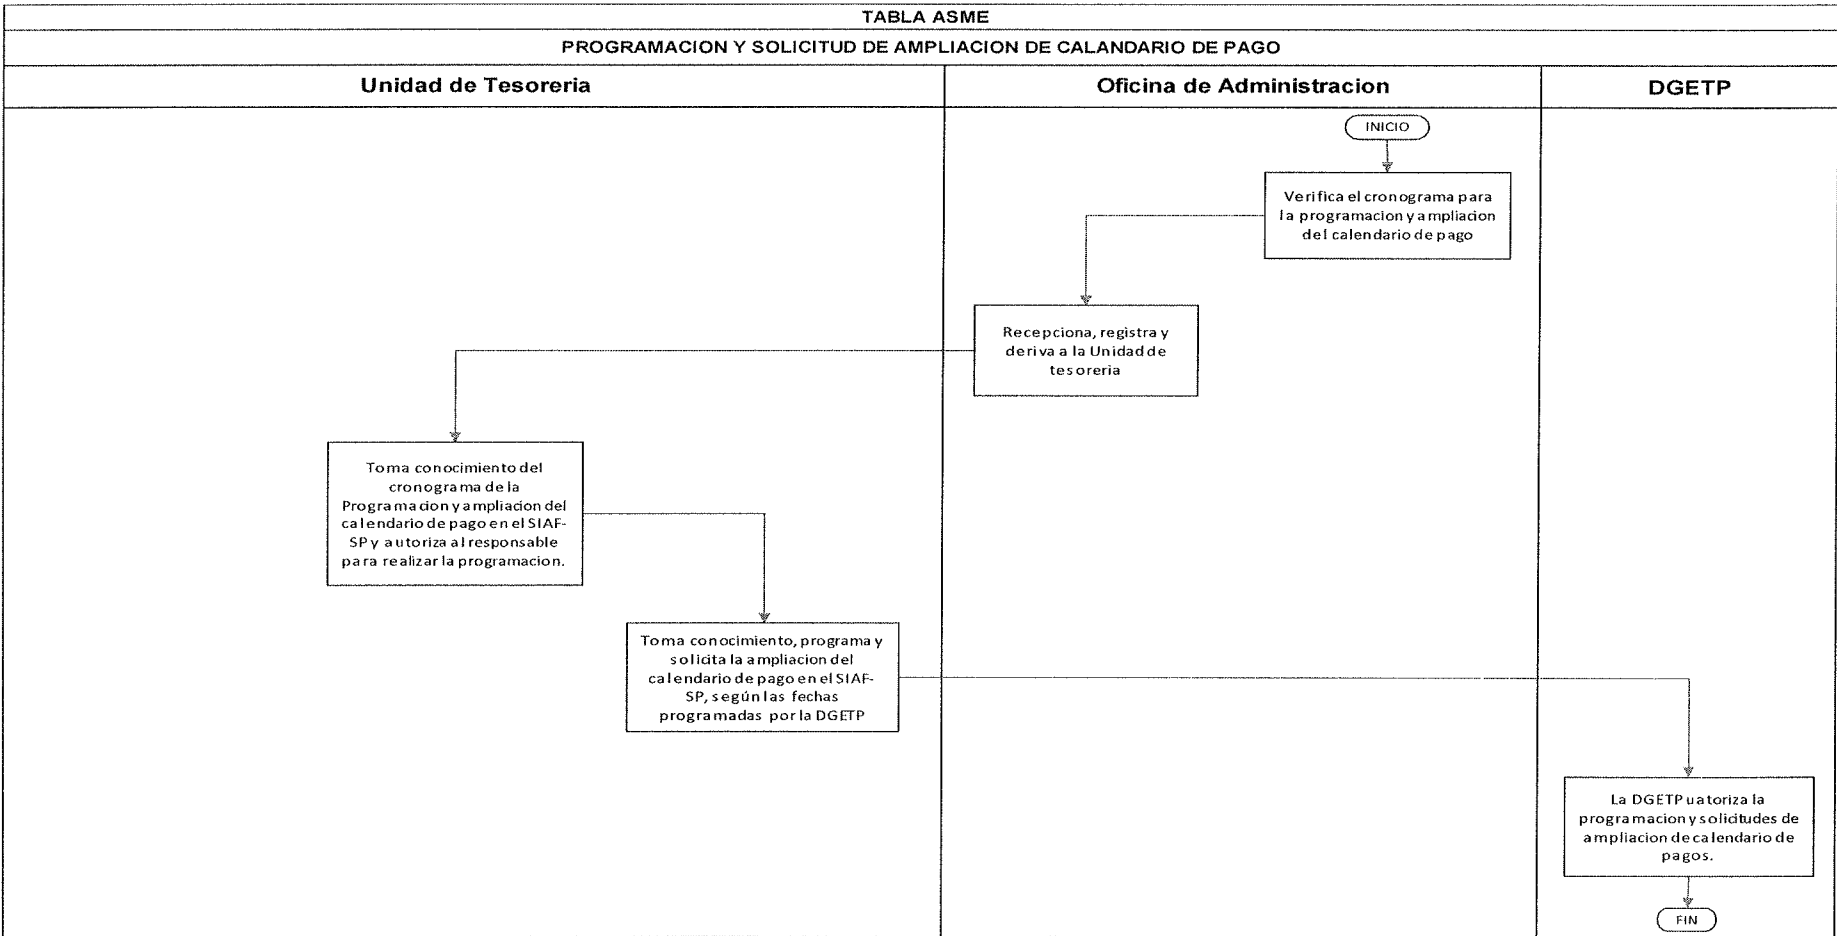 TABLA ASME
PROGRAMACION Y SOLICITUD DE AMPLIACION DE CALANDARIO DE PAGO
Unidad de Tesoreria
Oficina de Administracion
DGETP
INICIO
Verifica el cronograma para
la programacion y ampliacion
del calendario de pago
Recepciona, registra y
deriva a la Unidad de
tesoreria
Toma conocimiento del
cronograma de la
Programacion y ampliacion del
calendario de pago en el SIAF-
SP y autoriza al responsable
para realizar la programacion.
Toma conocimiento, programa y
solicita la ampliacion del
calendario de pago en el SIAF-
SP, según las fechas
programadas por la DGETP
La DGETP uatoriza la
programacion y solicitudes de
ampliacion de calendario de
pagos.
FIN